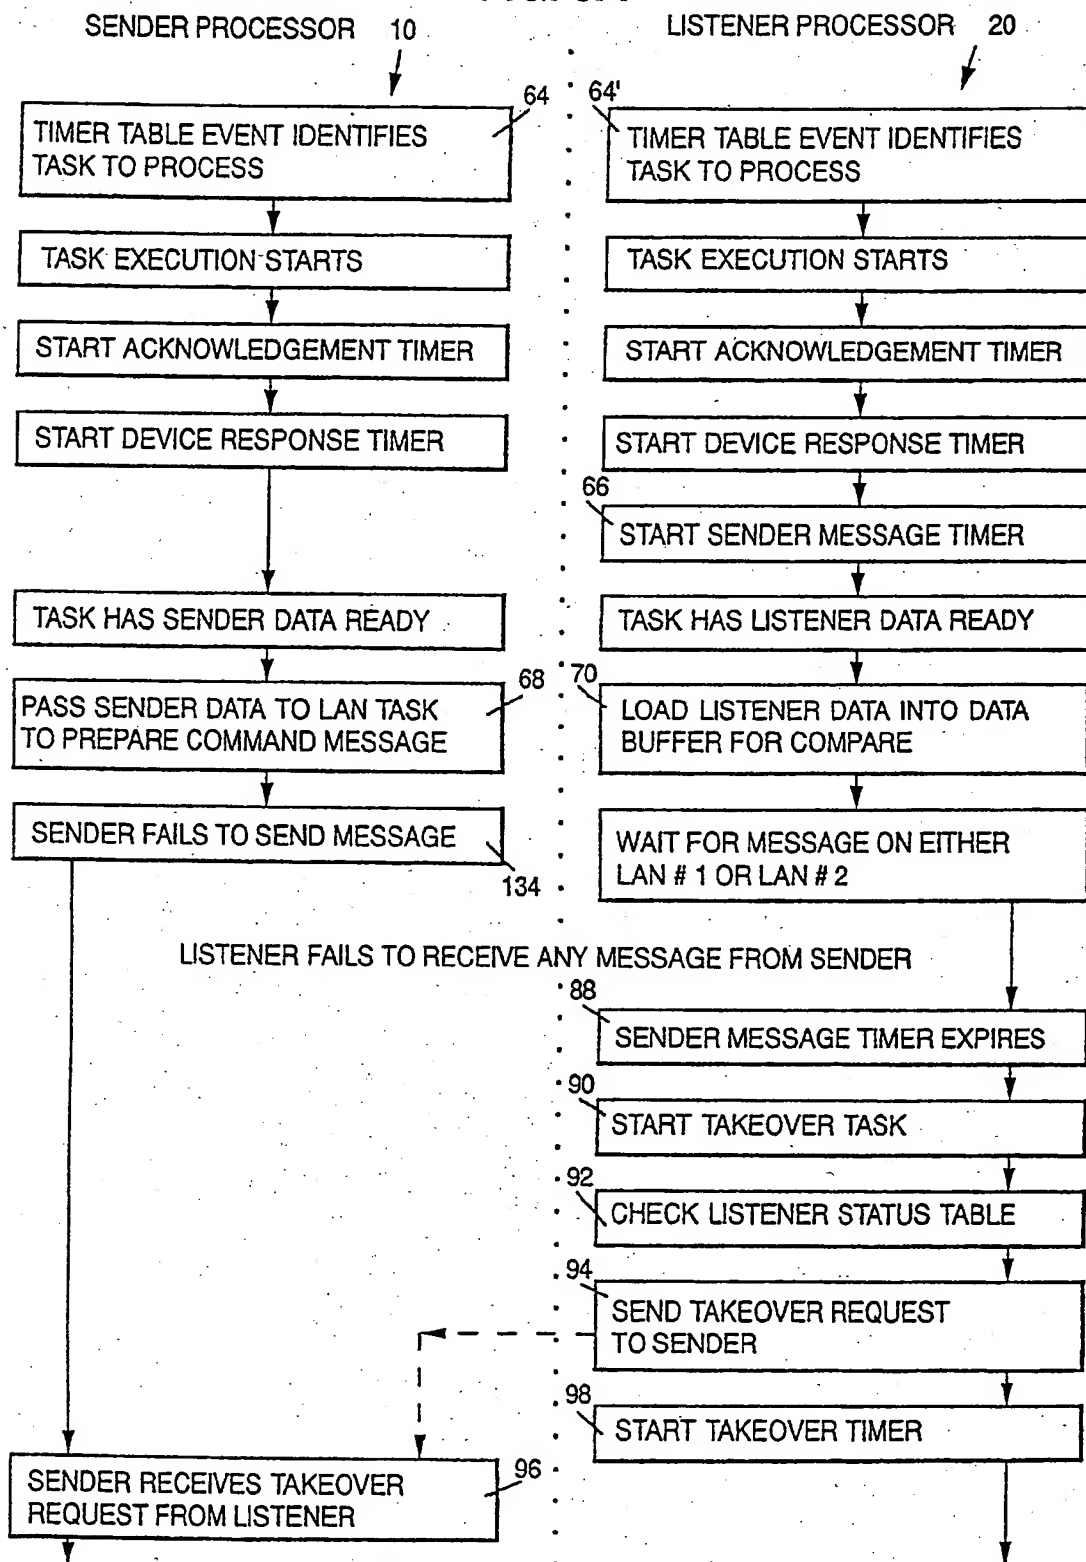 SENDER PROCESSOR 10
LISTENER PROCESSOR 20
64
TIMER TABLE EVENT IDENTIFIES
TASK TO PROCESS
TASK EXECUTION STARTS
START ACKNOWLEDGEMENT TIMER
START DEVICE RESPONSE TIMER
TASK HAS SENDER DATA READY
68
PASS SENDER DATA TO LAN TASK
TO PREPARE COMMAND MESSAGE
SENDER FAILS TO SEND MESSAGE
134
64'
TIMER TABLE EVENT IDENTIFIES
TASK TO PROCESS
TASK EXECUTION STARTS
START ACKNOWLEDGEMENT TIMER
START DEVICE RESPONSE TIMER
66
START SENDER MESSAGE TIMER
TASK HAS LISTENER DATA READY
70
LOAD LISTENER DATA INTO DATA
BUFFER FOR COMPARE
WAIT FOR MESSAGE ON EITHER
LAN # 1 OR LAN # 2
LISTENER FAILS TO RECEIVE ANY MESSAGE FROM SENDER
88
SENDER MESSAGE TIMER EXPIRES
90
START TAKEOVER TASK
92
CHECK LISTENER STATUS TABLE
94
SEND TAKEOVER REQUEST
TO SENDER
98
START TAKEOVER TIMER
96
SENDER RECEIVES TAKEOVER
REQUEST FROM LISTENER